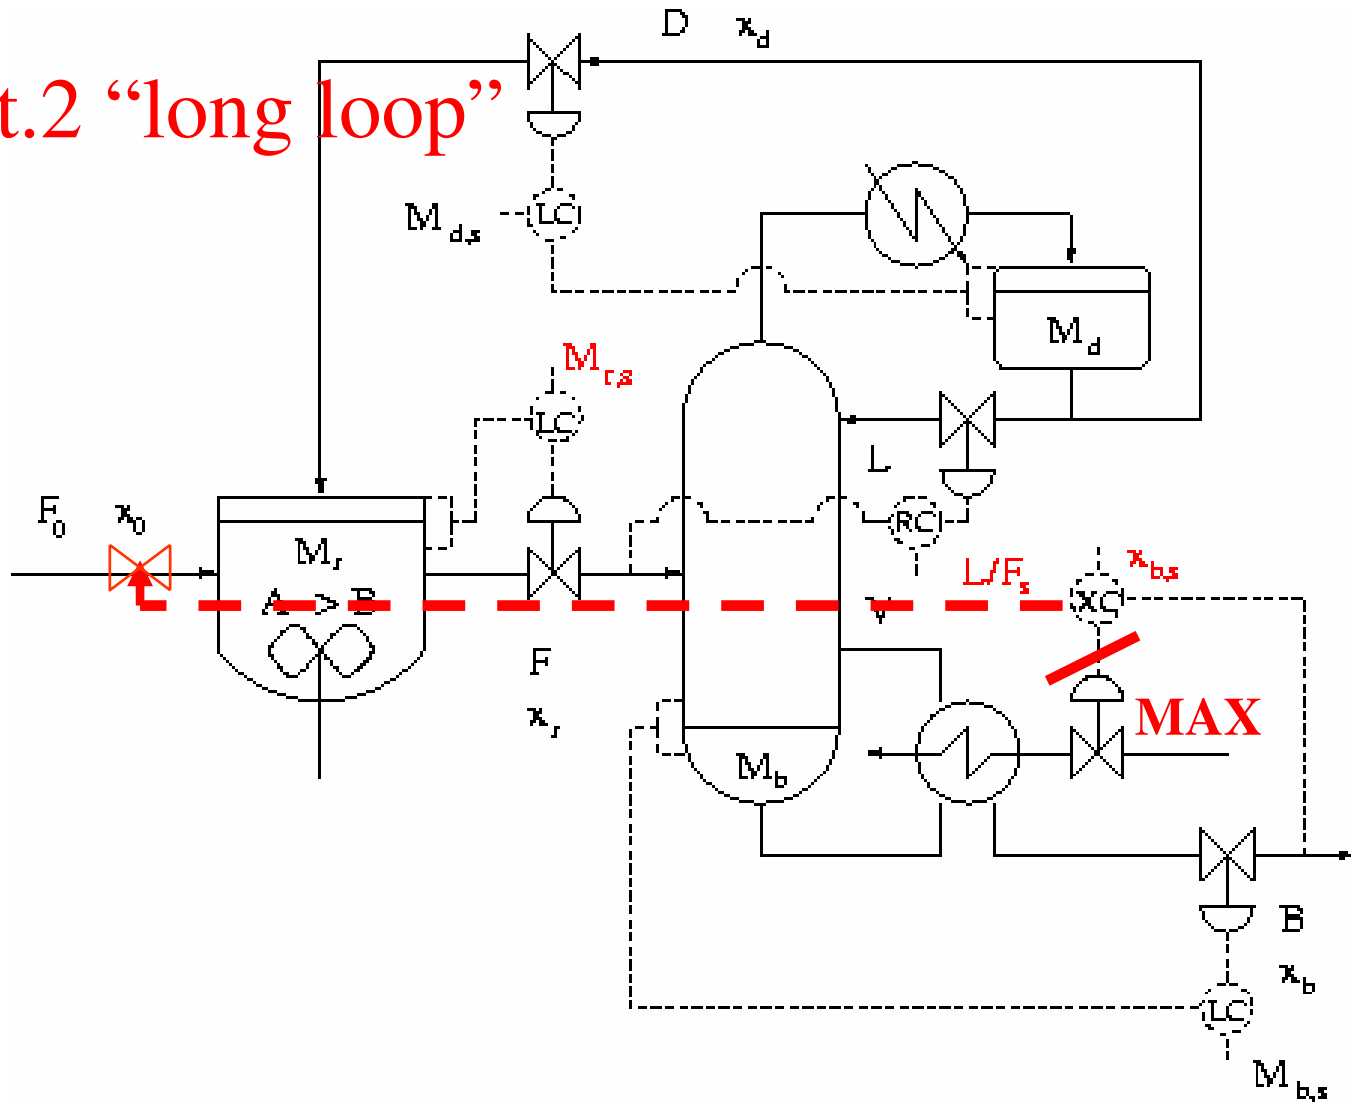 D x_d
t.2 “long loop”
M_d,s LC
M_d
M_r,s
LC
L
F_0 x_0
RC
M_r
L/F_s x_b,s
A > B V XC
F
x_r
MAX
M_b
B
x_b
LC
M_b,s